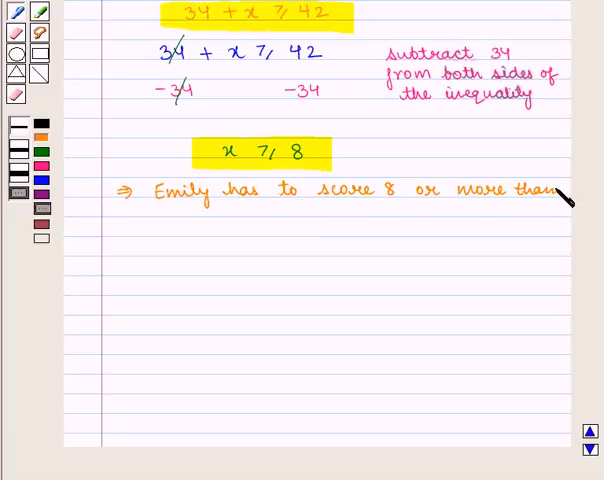 34 + x ⩾ 42
34 + x ⩾ 42 subtract 34
from both sides of
-34 -34 the inequality
x ⩾ 8
⇒ Emily has to score 8 or more than